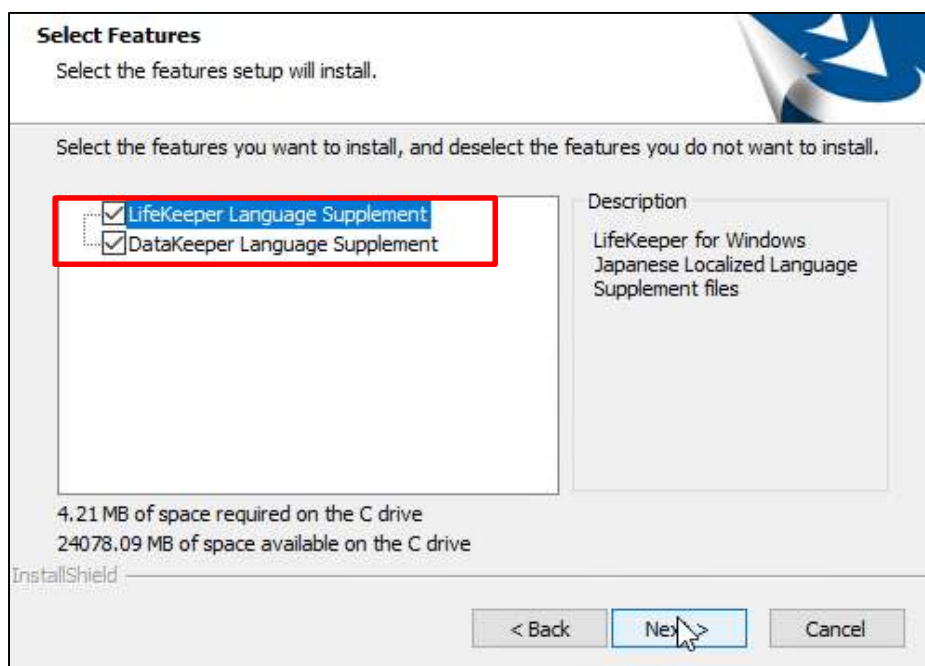 Select Features
Select the features setup will install.
Select the features you want to install, and deselect the features you do not want to install.
LifeKeeper Language Supplement
DataKeeper Language Supplement
Description
LifeKeeper for Windows
Japanese Localized Language
Supplement files
4.21 MB of space required on the C drive
24078.09 MB of space available on the C drive
InstallShield
< Back
Next >
Cancel